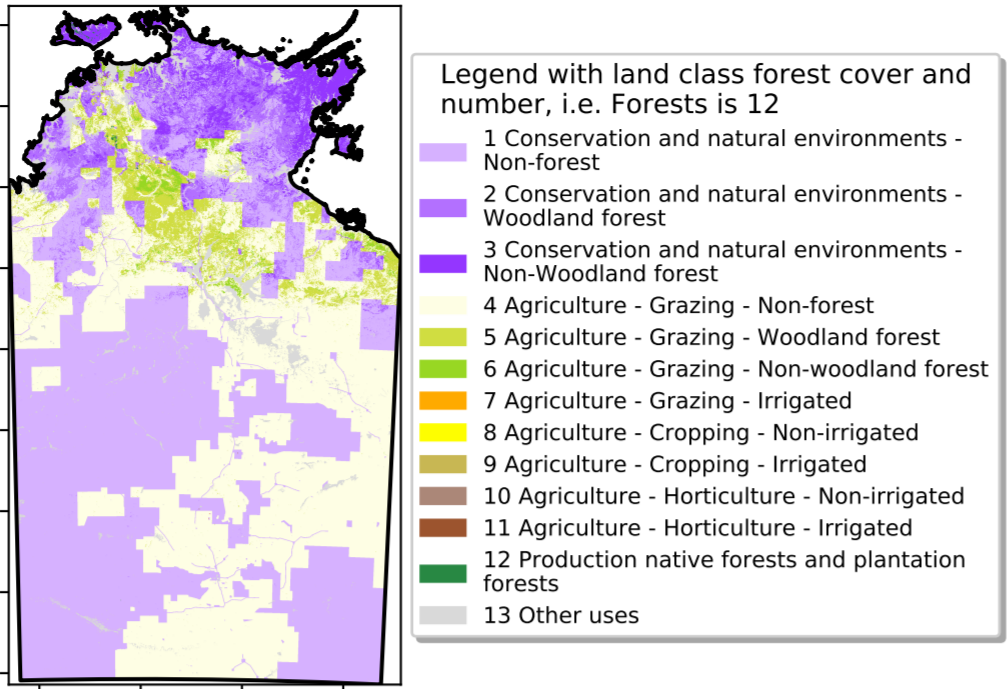 Legend with land class forest cover and
number, i.e. Forests is 12
1 Conservation and natural environments -
Non-forest
2 Conservation and natural environments -
Woodland forest
3 Conservation and natural environments -
Non-Woodland forest
4 Agriculture - Grazing - Non-forest
5 Agriculture - Grazing - Woodland forest
6 Agriculture - Grazing - Non-woodland forest
7 Agriculture - Grazing - Irrigated
8 Agriculture - Cropping - Non-irrigated
9 Agriculture - Cropping - Irrigated
10 Agriculture - Horticulture - Non-irrigated
11 Agriculture - Horticulture - Irrigated
12 Production native forests and plantation
forests
13 Other uses